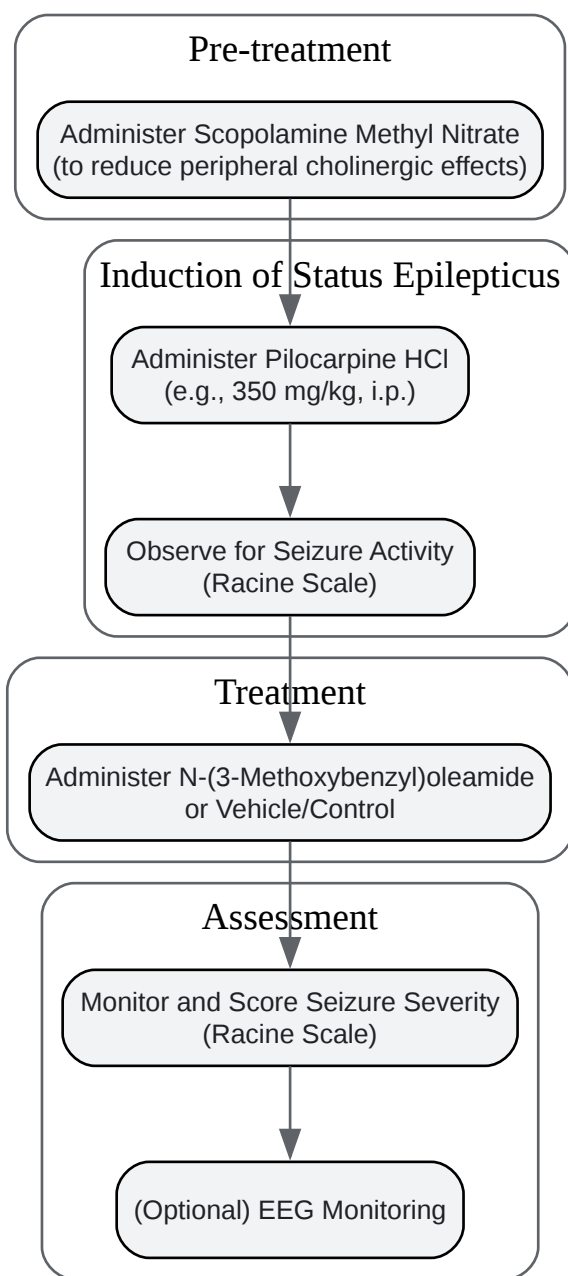 Pre-treatment
Administer Scopolamine Methyl Nitrate
(to reduce peripheral cholinergic effects)
Induction of Status Epilepticus
Administer Pilocarpine HCl
(e.g., 350 mg/kg, i.p.)
Observe for Seizure Activity
(Racine Scale)
Treatment
Administer N-(3-Methoxybenzyl)oleamide
or Vehicle/Control
Assessment
Monitor and Score Seizure Severity
(Racine Scale)
(Optional) EEG Monitoring